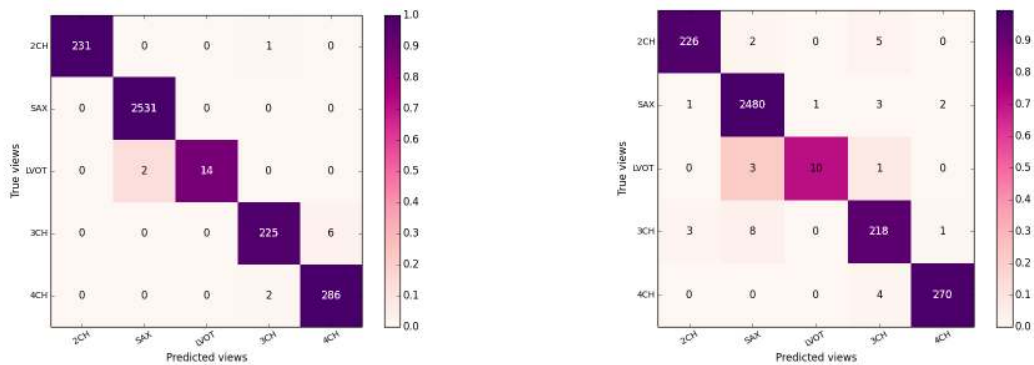 2CH 231 0 0 1 0
SAX 0 2531 0 0 0
LVOT 0 2 14 0 0
3CH 0 0 0 225 6
4CH 0 0 0 2 286
2CH SAX LVOT 3CH 4CH
True views
Predicted views
1.0
0.9
0.8
0.7
0.6
0.5
0.4
0.3
0.2
0.1
0.0
2CH 226 2 0 5 0
SAX 1 2480 1 3 2
LVOT 0 3 10 1 0
3CH 3 8 0 218 1
4CH 0 0 0 4 270
2CH SAX LVOT 3CH 4CH
True views
Predicted views
0.9
0.8
0.7
0.6
0.5
0.4
0.3
0.2
0.1
0.0